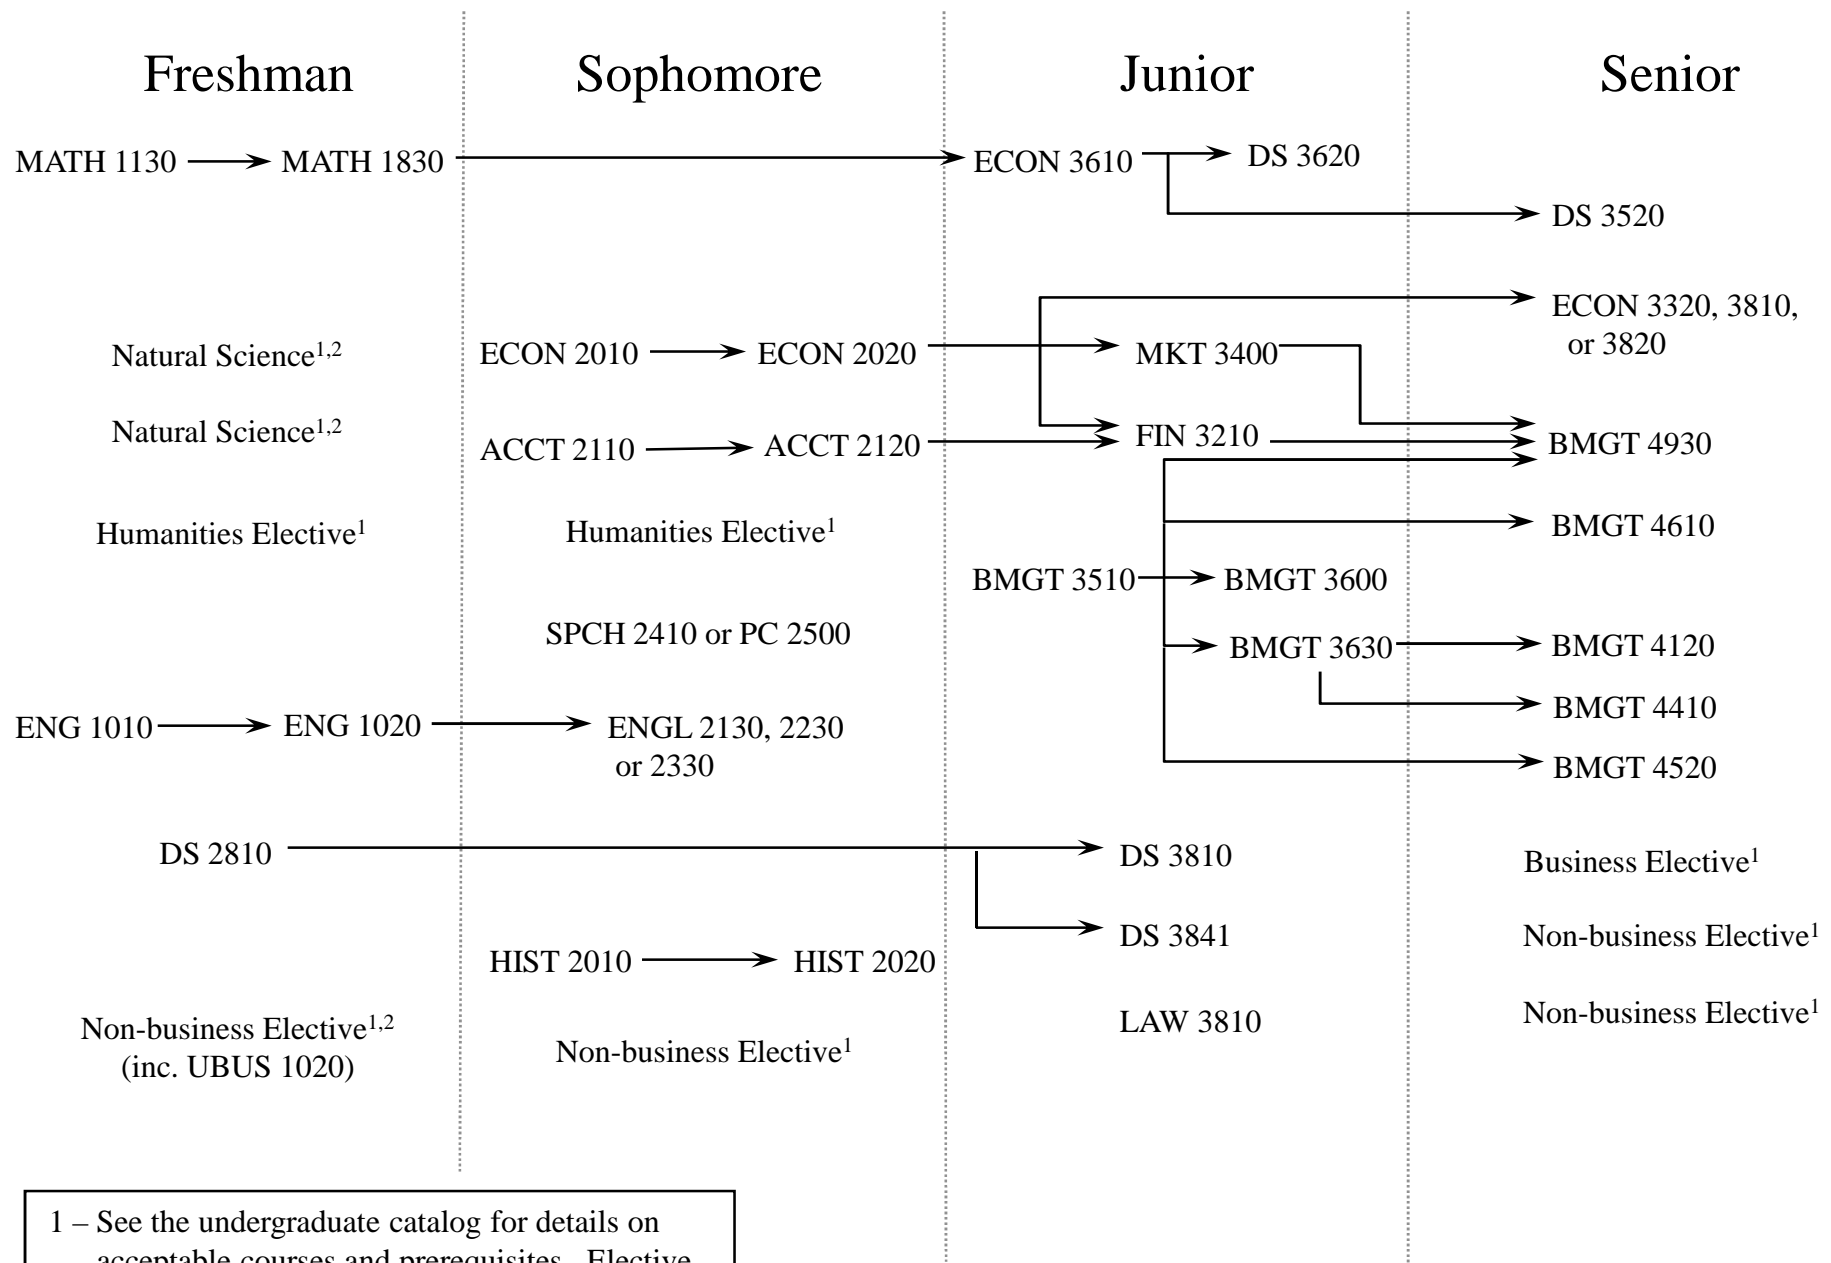 Freshman
Sophomore
Junior
Senior
MATH 1130
MATH 1830
ECON 3610
DS 3620
DS 3520
ECON 3320, 3810,
or 3820
Natural Science1,2
ECON 2010
ECON 2020
MKT 3400
Natural Science1,2
ACCT 2110
ACCT 2120
FIN 3210
BMGT 4930
Humanities Elective1
Humanities Elective1
BMGT 4610
BMGT 3510
BMGT 3600
SPCH 2410 or PC 2500
BMGT 3630
BMGT 4120
BMGT 4410
ENG 1010
ENG 1020
ENGL 2130, 2230
or 2330
BMGT 4520
DS 2810
DS 3810
Business Elective1
DS 3841
Non-business Elective1
HIST 2010
HIST 2020
Non-business Elective1,2
(inc. UBUS 1020)
Non-business Elective1
LAW 3810
Non-business Elective1
1 – See the undergraduate catalog for details on
acceptable courses and prerequisites. Elective